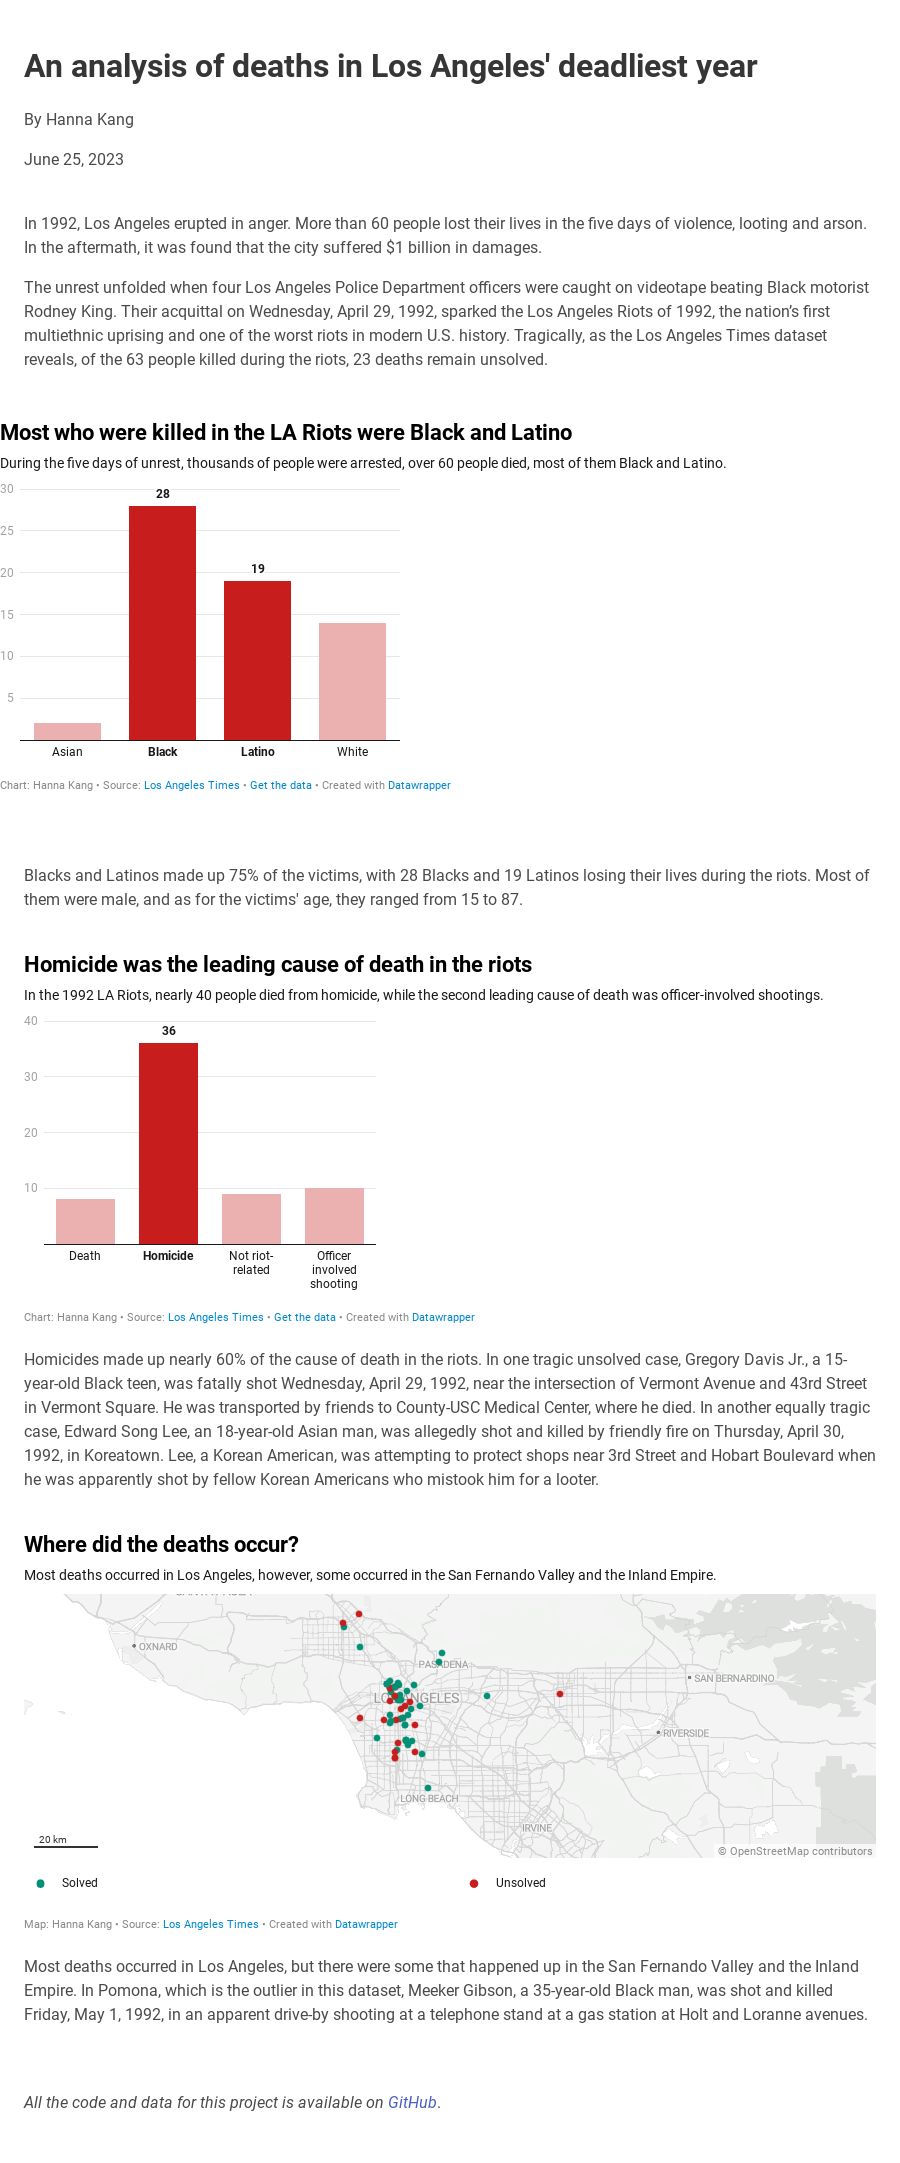 An analysis of deaths in Los Angeles' deadliest year
By Hanna Kang
June 25, 2023
In 1992, Los Angeles erupted in anger. More than 60 people lost their lives in the five days of violence, looting and arson.
In the aftermath, it was found that the city suffered $1 billion in damages.
The unrest unfolded when four Los Angeles Police Department officers were caught on videotape beating Black motorist
Rodney King. Their acquittal on Wednesday, April 29, 1992, sparked the Los Angeles Riots of 1992, the nation’s first
multiethnic uprising and one of the worst riots in modern U.S. history. Tragically, as the Los Angeles Times dataset
reveals, of the 63 people killed during the riots, 23 deaths remain unsolved.
Most who were killed in the LA Riots were Black and Latino
During the five days of unrest, thousands of people were arrested, over 60 people died, most of them Black and Latino.
30
28
25
20
19
15
10
5
Asian Black Latino White
Chart: Hanna Kang • Source: Los Angeles Times • Get the data • Created with Datawrapper
Blacks and Latinos made up 75% of the victims, with 28 Blacks and 19 Latinos losing their lives during the riots. Most of
them were male, and as for the victims' age, they ranged from 15 to 87.
Homicide was the leading cause of death in the riots
In the 1992 LA Riots, nearly 40 people died from homicide, while the second leading cause of death was officer-involved shootings.
40
36
30
20
10
Death Homicide Not riot- Officer
related involved
shooting
Chart: Hanna Kang • Source: Los Angeles Times • Get the data • Created with Datawrapper
Homicides made up nearly 60% of the cause of death in the riots. In one tragic unsolved case, Gregory Davis Jr., a 15-
year-old Black teen, was fatally shot Wednesday, April 29, 1992, near the intersection of Vermont Avenue and 43rd Street
in Vermont Square. He was transported by friends to County-USC Medical Center, where he died. In another equally tragic
case, Edward Song Lee, an 18-year-old Asian man, was allegedly shot and killed by friendly fire on Thursday, April 30,
1992, in Koreatown. Lee, a Korean American, was attempting to protect shops near 3rd Street and Hobart Boulevard when
he was apparently shot by fellow Korean Americans who mistook him for a looter.
Where did the deaths occur?
Most deaths occurred in Los Angeles, however, some occurred in the San Fernando Valley and the Inland Empire.
OXNARD
PASADENA
SAN BERNARDINO
LOS ANGELES
RIVERSIDE
LONG BEACH
IRVINE
20 km
© OpenStreetMap contributors
Solved Unsolved
Map: Hanna Kang • Source: Los Angeles Times • Created with Datawrapper
Most deaths occurred in Los Angeles, but there were some that happened up in the San Fernando Valley and the Inland
Empire. In Pomona, which is the outlier in this dataset, Meeker Gibson, a 35-year-old Black man, was shot and killed
Friday, May 1, 1992, in an apparent drive-by shooting at a telephone stand at a gas station at Holt and Loranne avenues.
All the code and data for this project is available on GitHub.